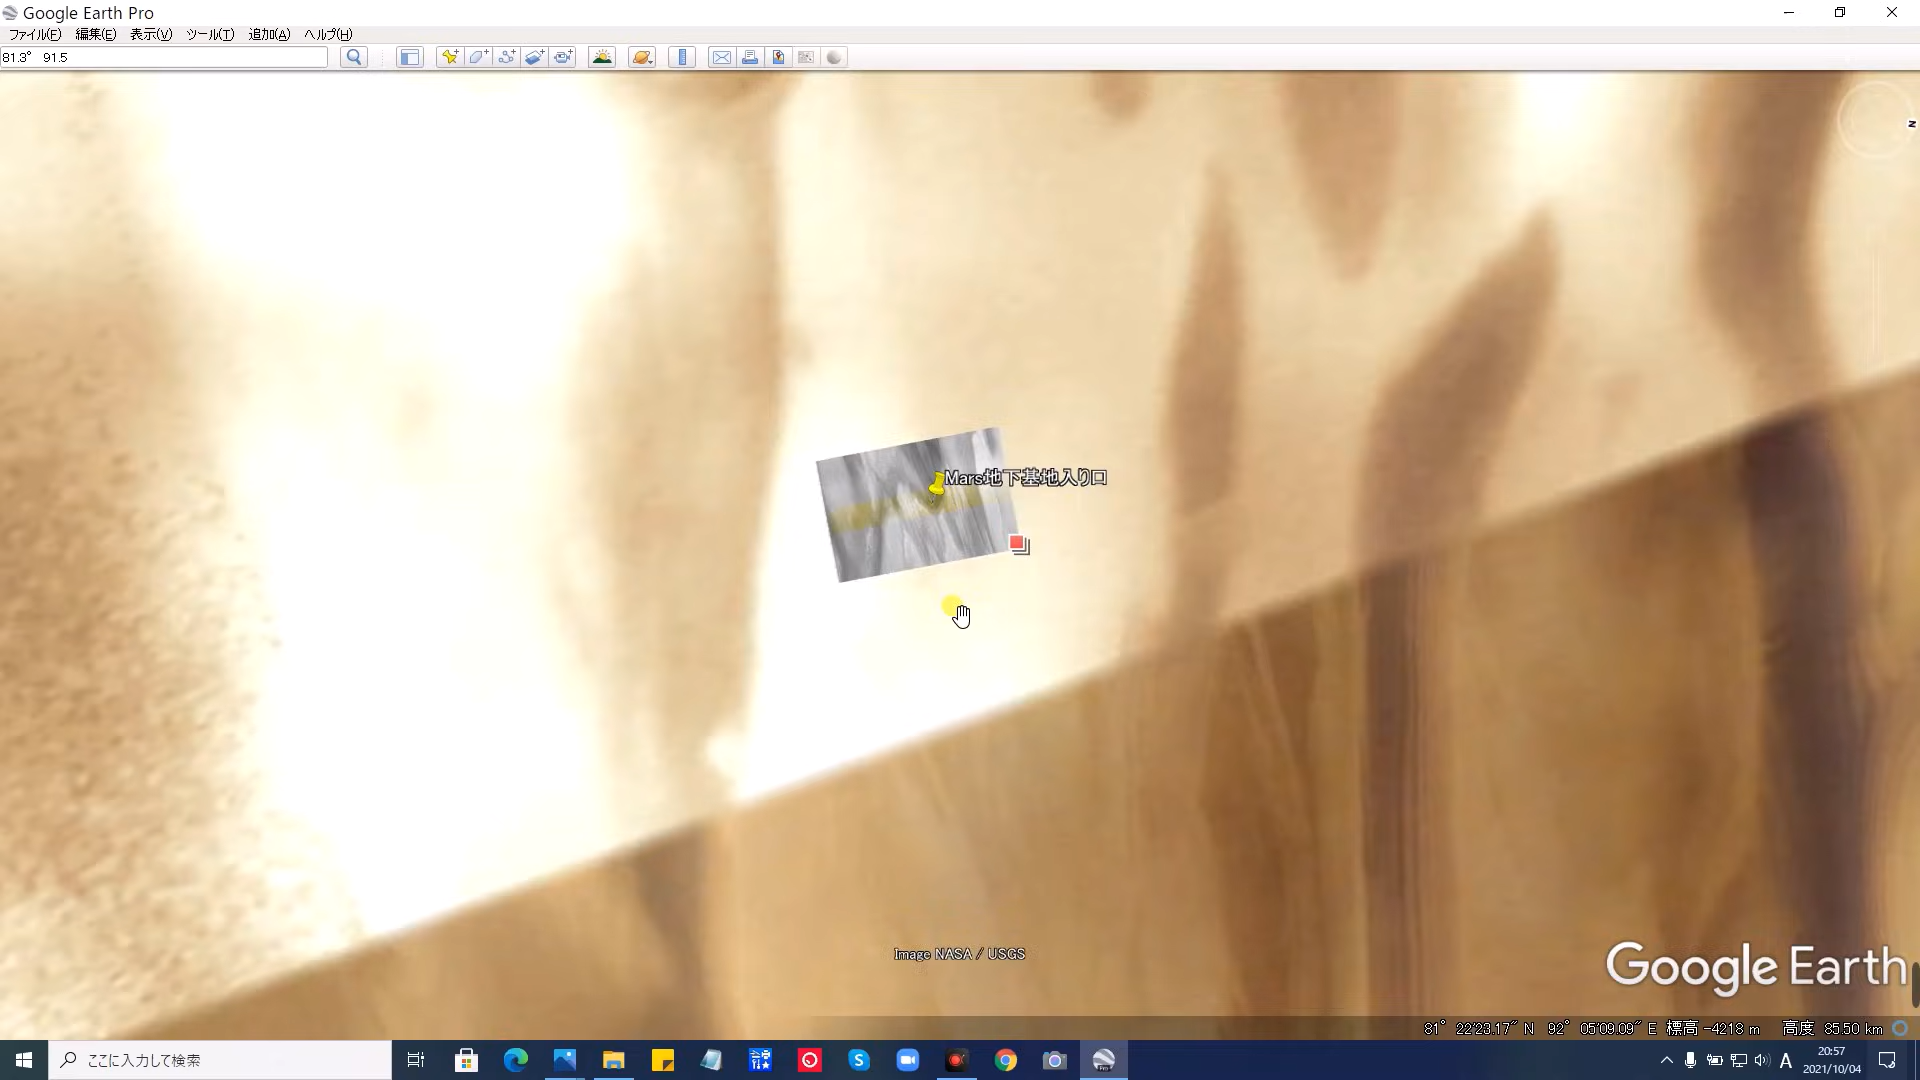 Google Earth Pro
ファイル(F) 編集(E) 表示(V) ツール(T) 追加(A) ヘルプ(H)
81.3° 91.5
N
Mars地下基地入り口
Image NASA / USGS
Google Earth
81° 22'23.17" N 92° 05'09.09" E 標高 -4218 m 高度 85.50 km
ここに入力して検索
A
20:57
2021/10/04